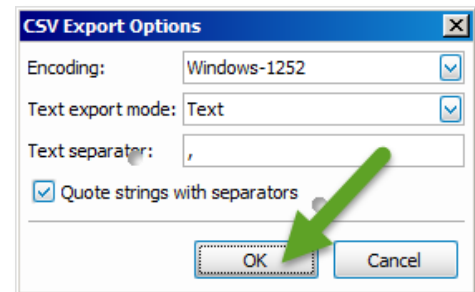 CSV Export Options
Encoding: Windows-1252
Text export mode: Text
Text separator: ,
Quote strings with separators
OK Cancel